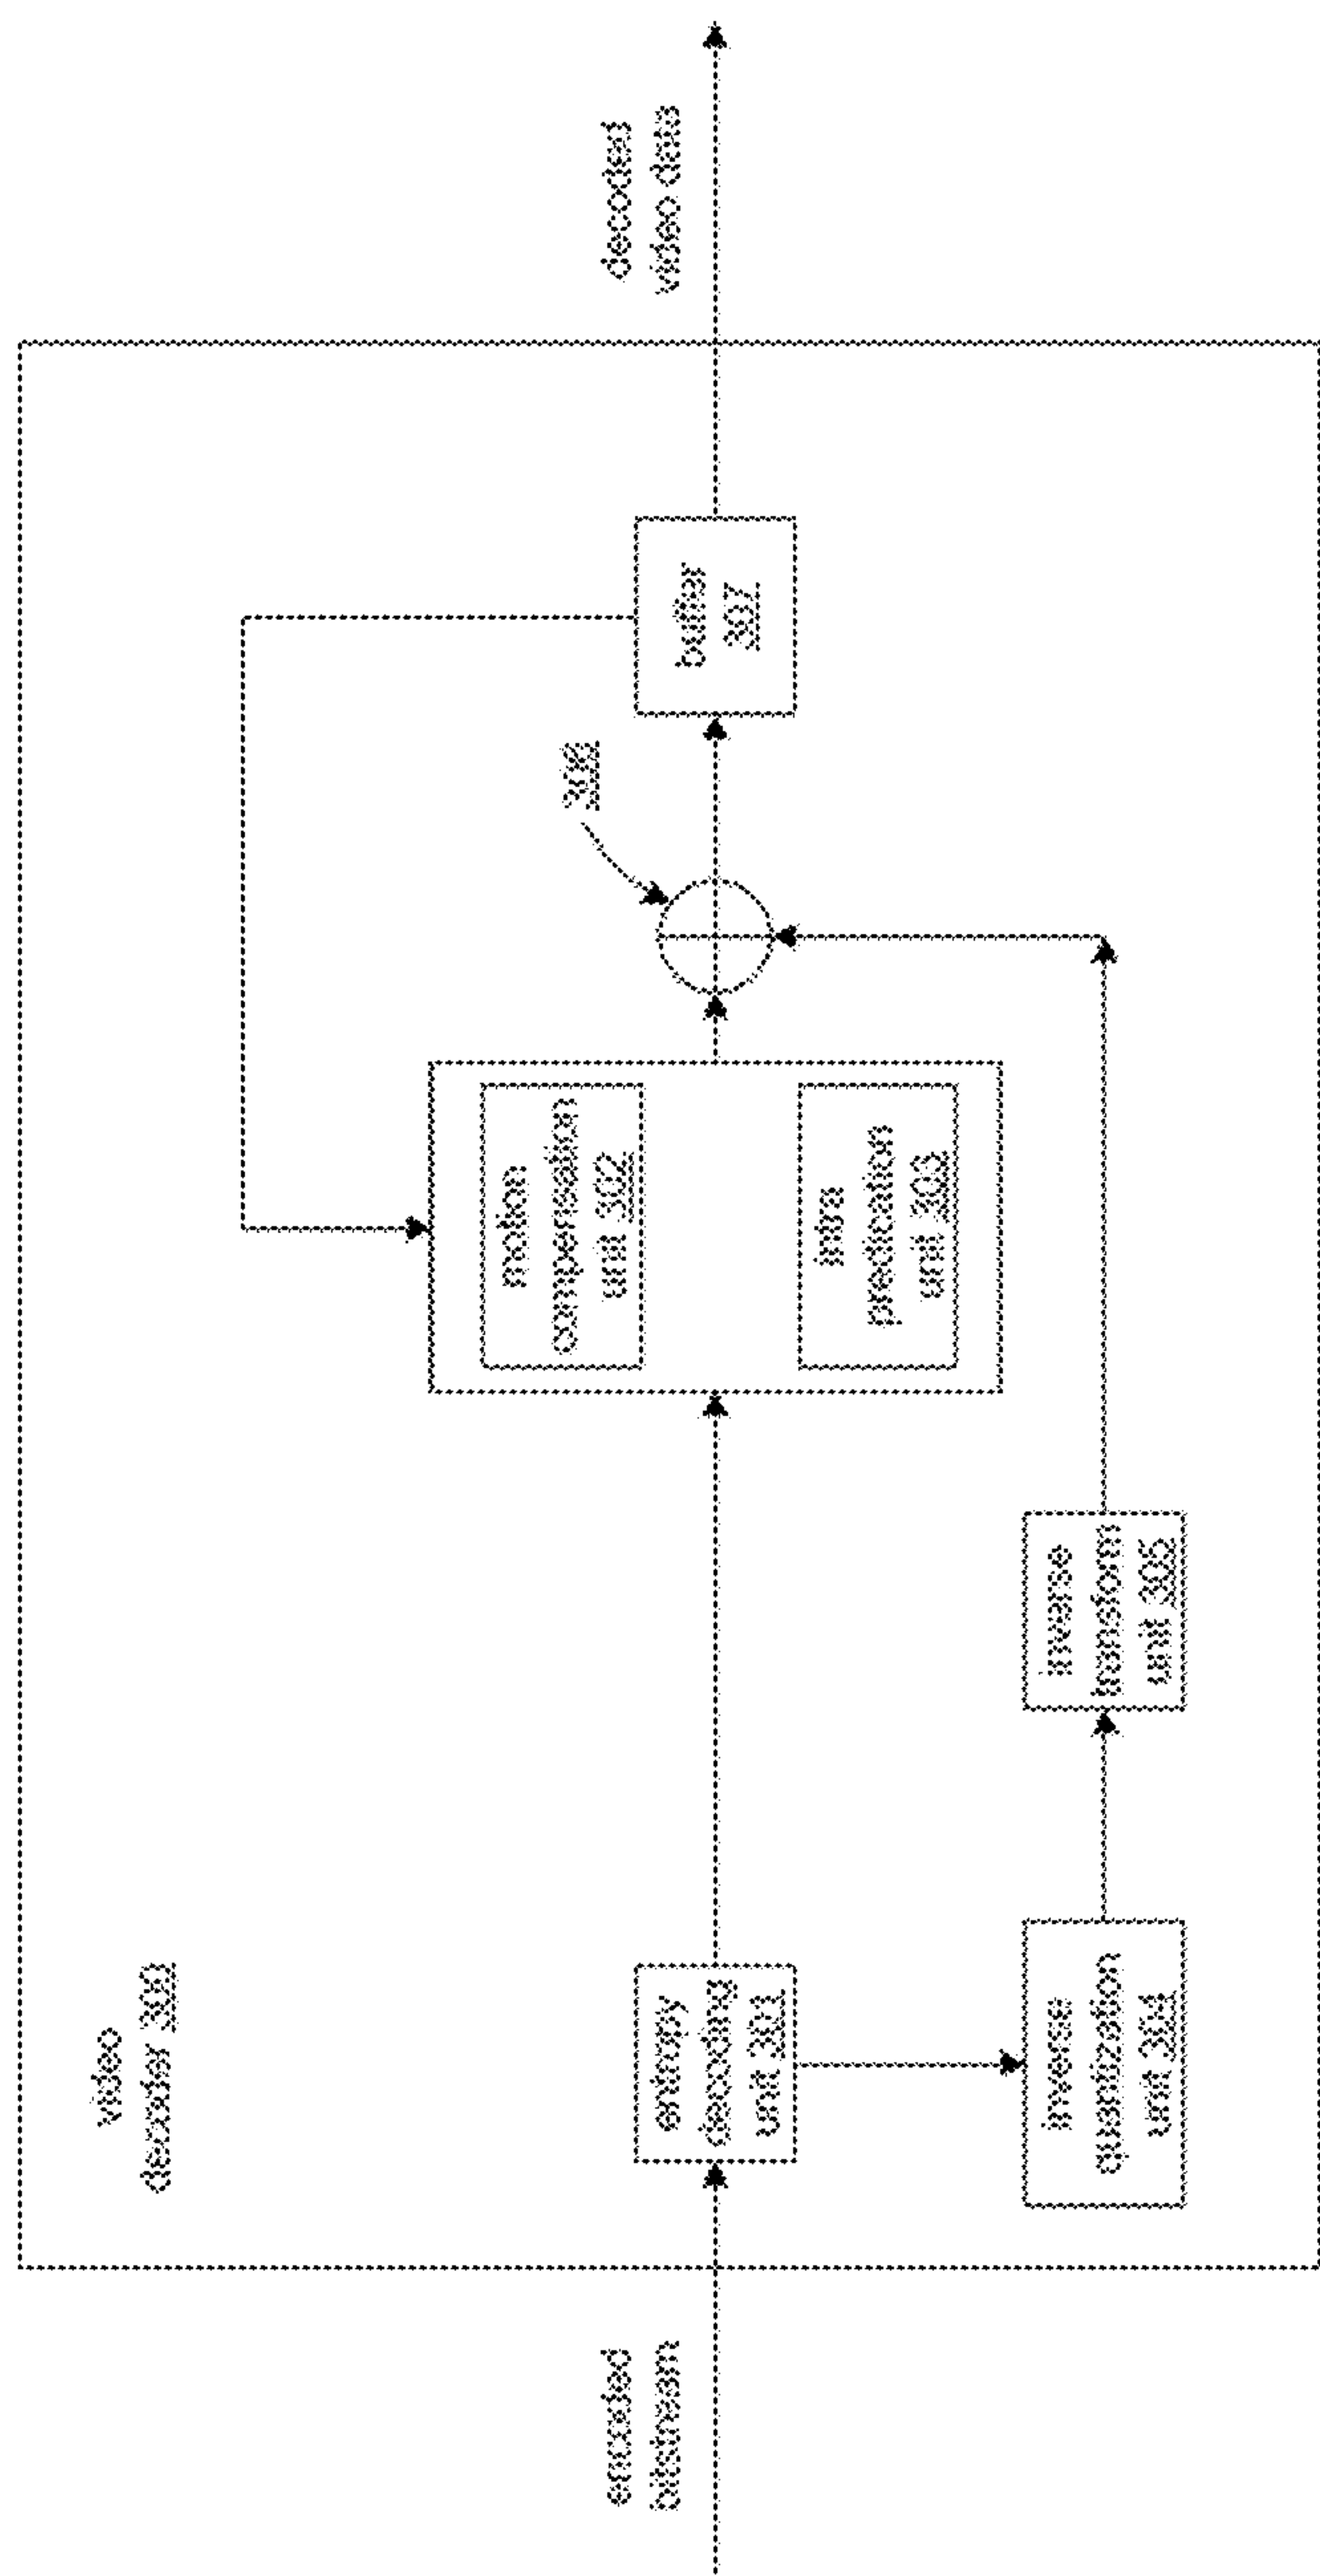 video
decoder 300
encoded
bitstream
entropy
decoding
unit 301
inverse
quantization
unit 304
inverse
transform
unit 305
motion
compensation
unit 302
intra
predication
unit 303
306
buffer
307
decoded
video data